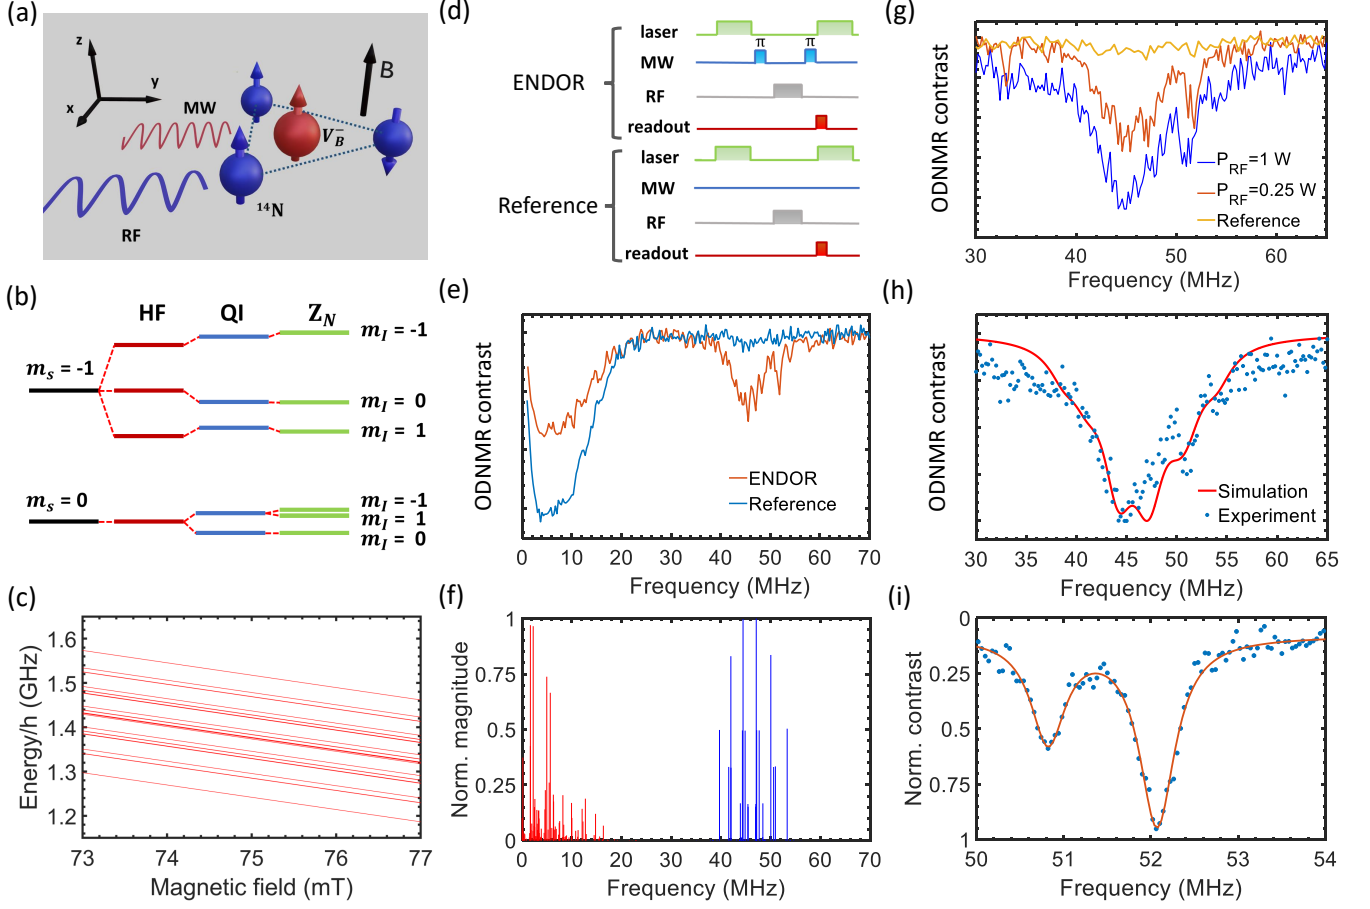 (a)
z
y
x
MW
B
V_B^-
14N
RF
(b)
HF QI Z_N
m_s = -1
m_I = -1
m_I = 0
m_I = 1
m_s = 0
m_I = -1
m_I = 1
m_I = 0
(c)
1.6
1.5
1.4
1.3
1.2
Energy/h (GHz)
73 74 75 76 77
Magnetic field (mT)
(d)
ENDOR
laser
π π
MW
RF
readout
Reference
laser
MW
RF
readout
(e)
ODNMR contrast
ENDOR
Reference
0 10 20 30 40 50 60 70
Frequency (MHz)
(f)
1
0.75
0.5
0.25
0
Norm. magnitude
0 10 20 30 40 50 60 70
Frequency (MHz)
(g)
ODNMR contrast
P_RF=1 W
P_RF=0.25 W
Reference
30 40 50 60
Frequency (MHz)
(h)
ODNMR contrast
Simulation
Experiment
30 35 40 45 50 55 60 65
Frequency (MHz)
(i)
0
0.25
0.5
0.75
1
Norm. contrast
50 51 52 53 54
Frequency (MHz)